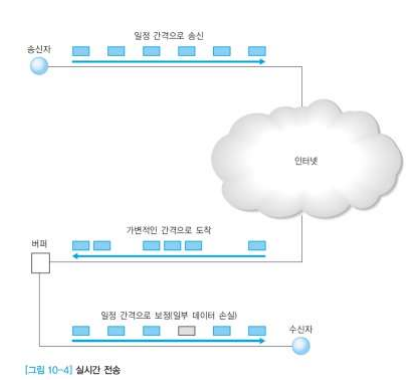 일정 간격으로 송신
송신자
인터넷
가변적인 간격으로 도착
버퍼
일정 간격으로 보정(일부 데이터 손실)
수신자
[그림 10-4] 실시간 전송